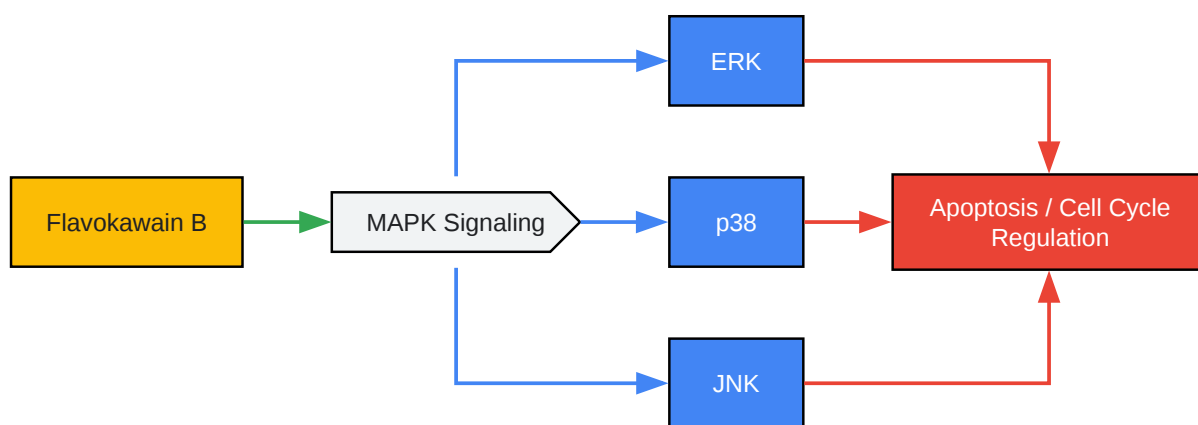 ERK
Flavokawain B
MAPK Signaling
p38
Apoptosis / Cell Cycle
Regulation
JNK